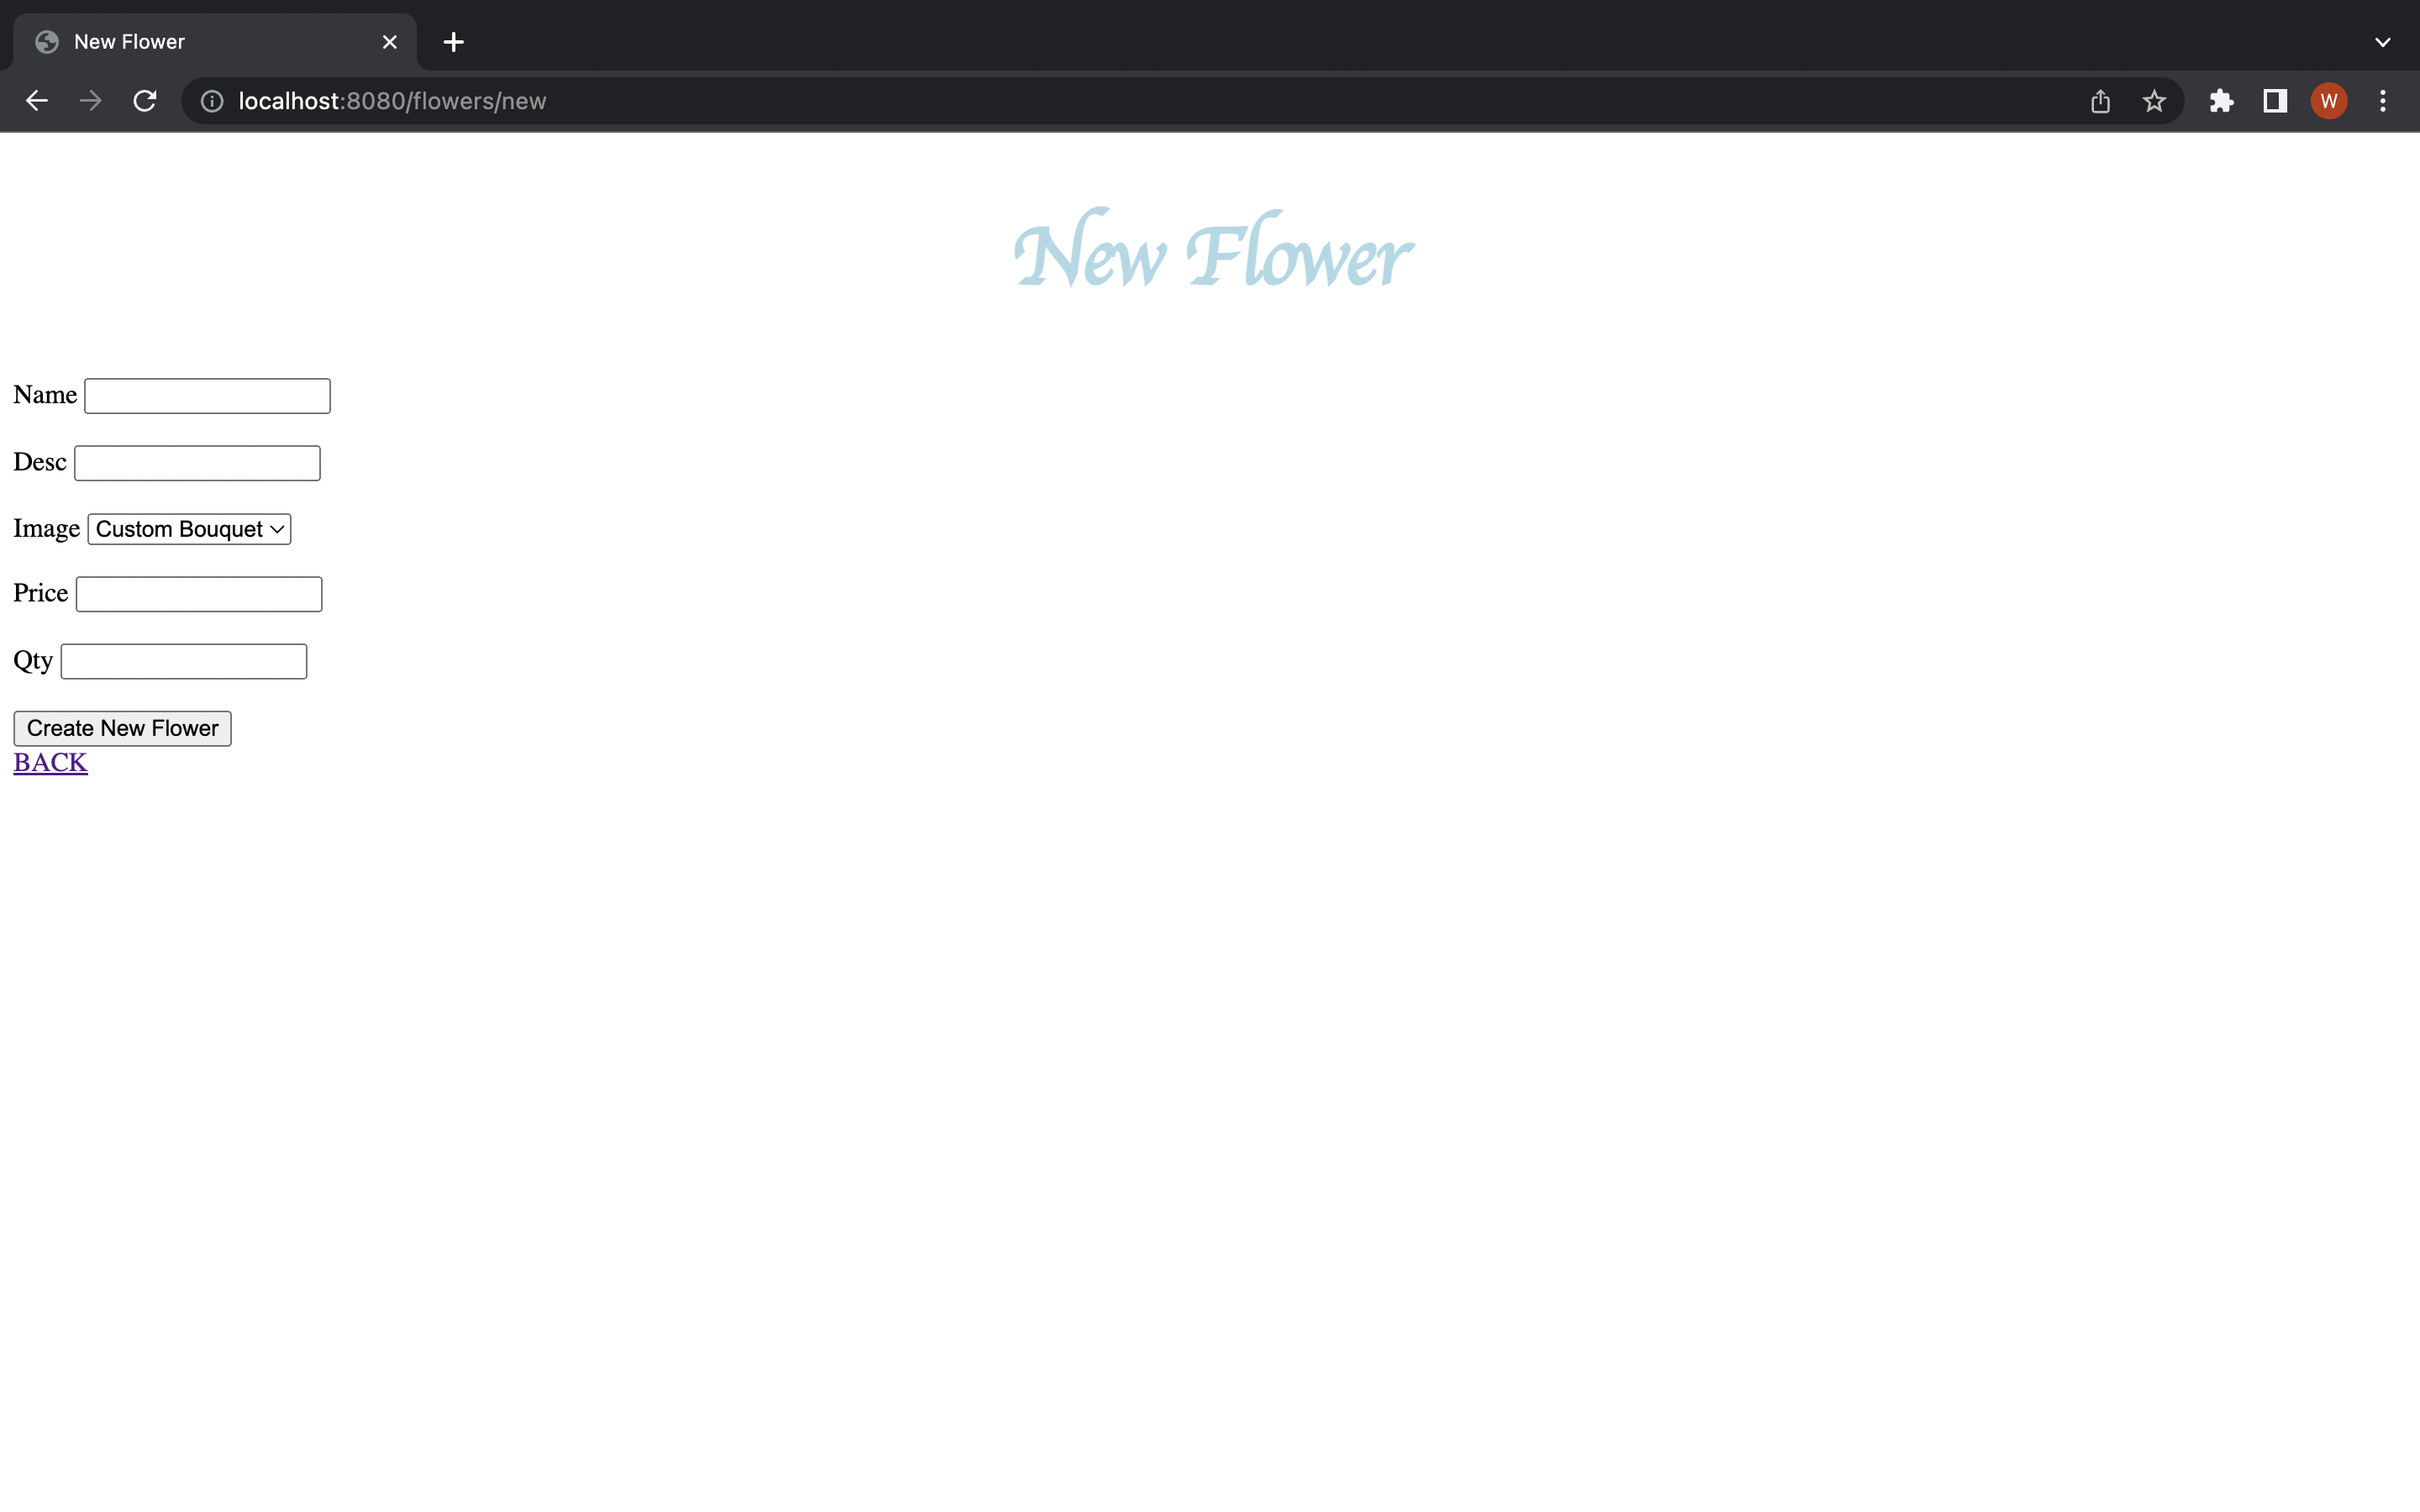 New Flower
localhost:8080/flowers/new
W
New Flower
Name
Desc
Image Custom Bouquet
Price
Qty
Create New Flower
BACK